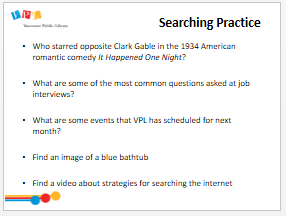 VPL
Vancouver Public Library
Searching Practice
• Who starred opposite Clark Gable in the 1934 American
romantic comedy It Happened One Night?
• What are some of the most common questions asked at job
interviews?
• What are some events that VPL has scheduled for next
month?
• Find an image of a blue bathtub
• Find a video about strategies for searching the internet